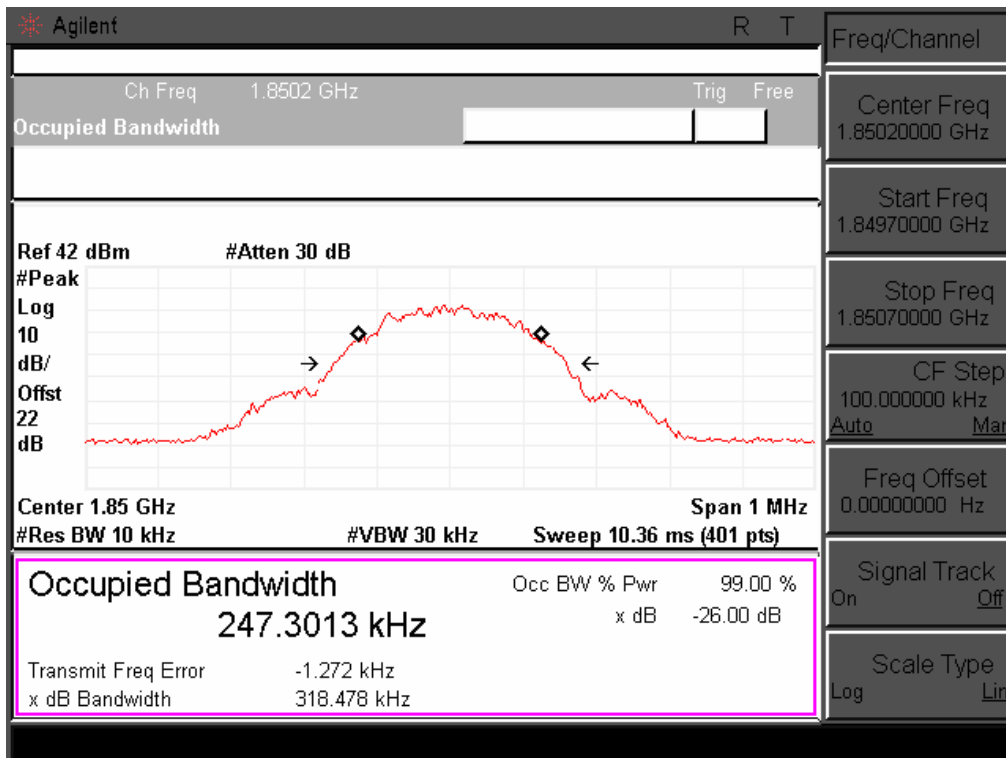 Agilent R T
Freq/Channel
Ch Freq 1.8502 GHz Trig Free
Occupied Bandwidth
Center Freq
1.85020000 GHz
Start Freq
1.84970000 GHz
Stop Freq
1.85070000 GHz
CF Step
100.000000 kHz
Auto Man
Freq Offset
0.00000000 Hz
Signal Track
On Off
Scale Type
Log Lin
Ref 42 dBm #Atten 30 dB
#Peak
Log
10
dB/
Offst
22
dB
Center 1.85 GHz Span 1 MHz
#Res BW 10 kHz #VBW 30 kHz Sweep 10.36 ms (401 pts)
Occupied Bandwidth Occ BW % Pwr 99.00 %
247.3013 kHz x dB -26.00 dB
Transmit Freq Error -1.272 kHz
x dB Bandwidth 318.478 kHz